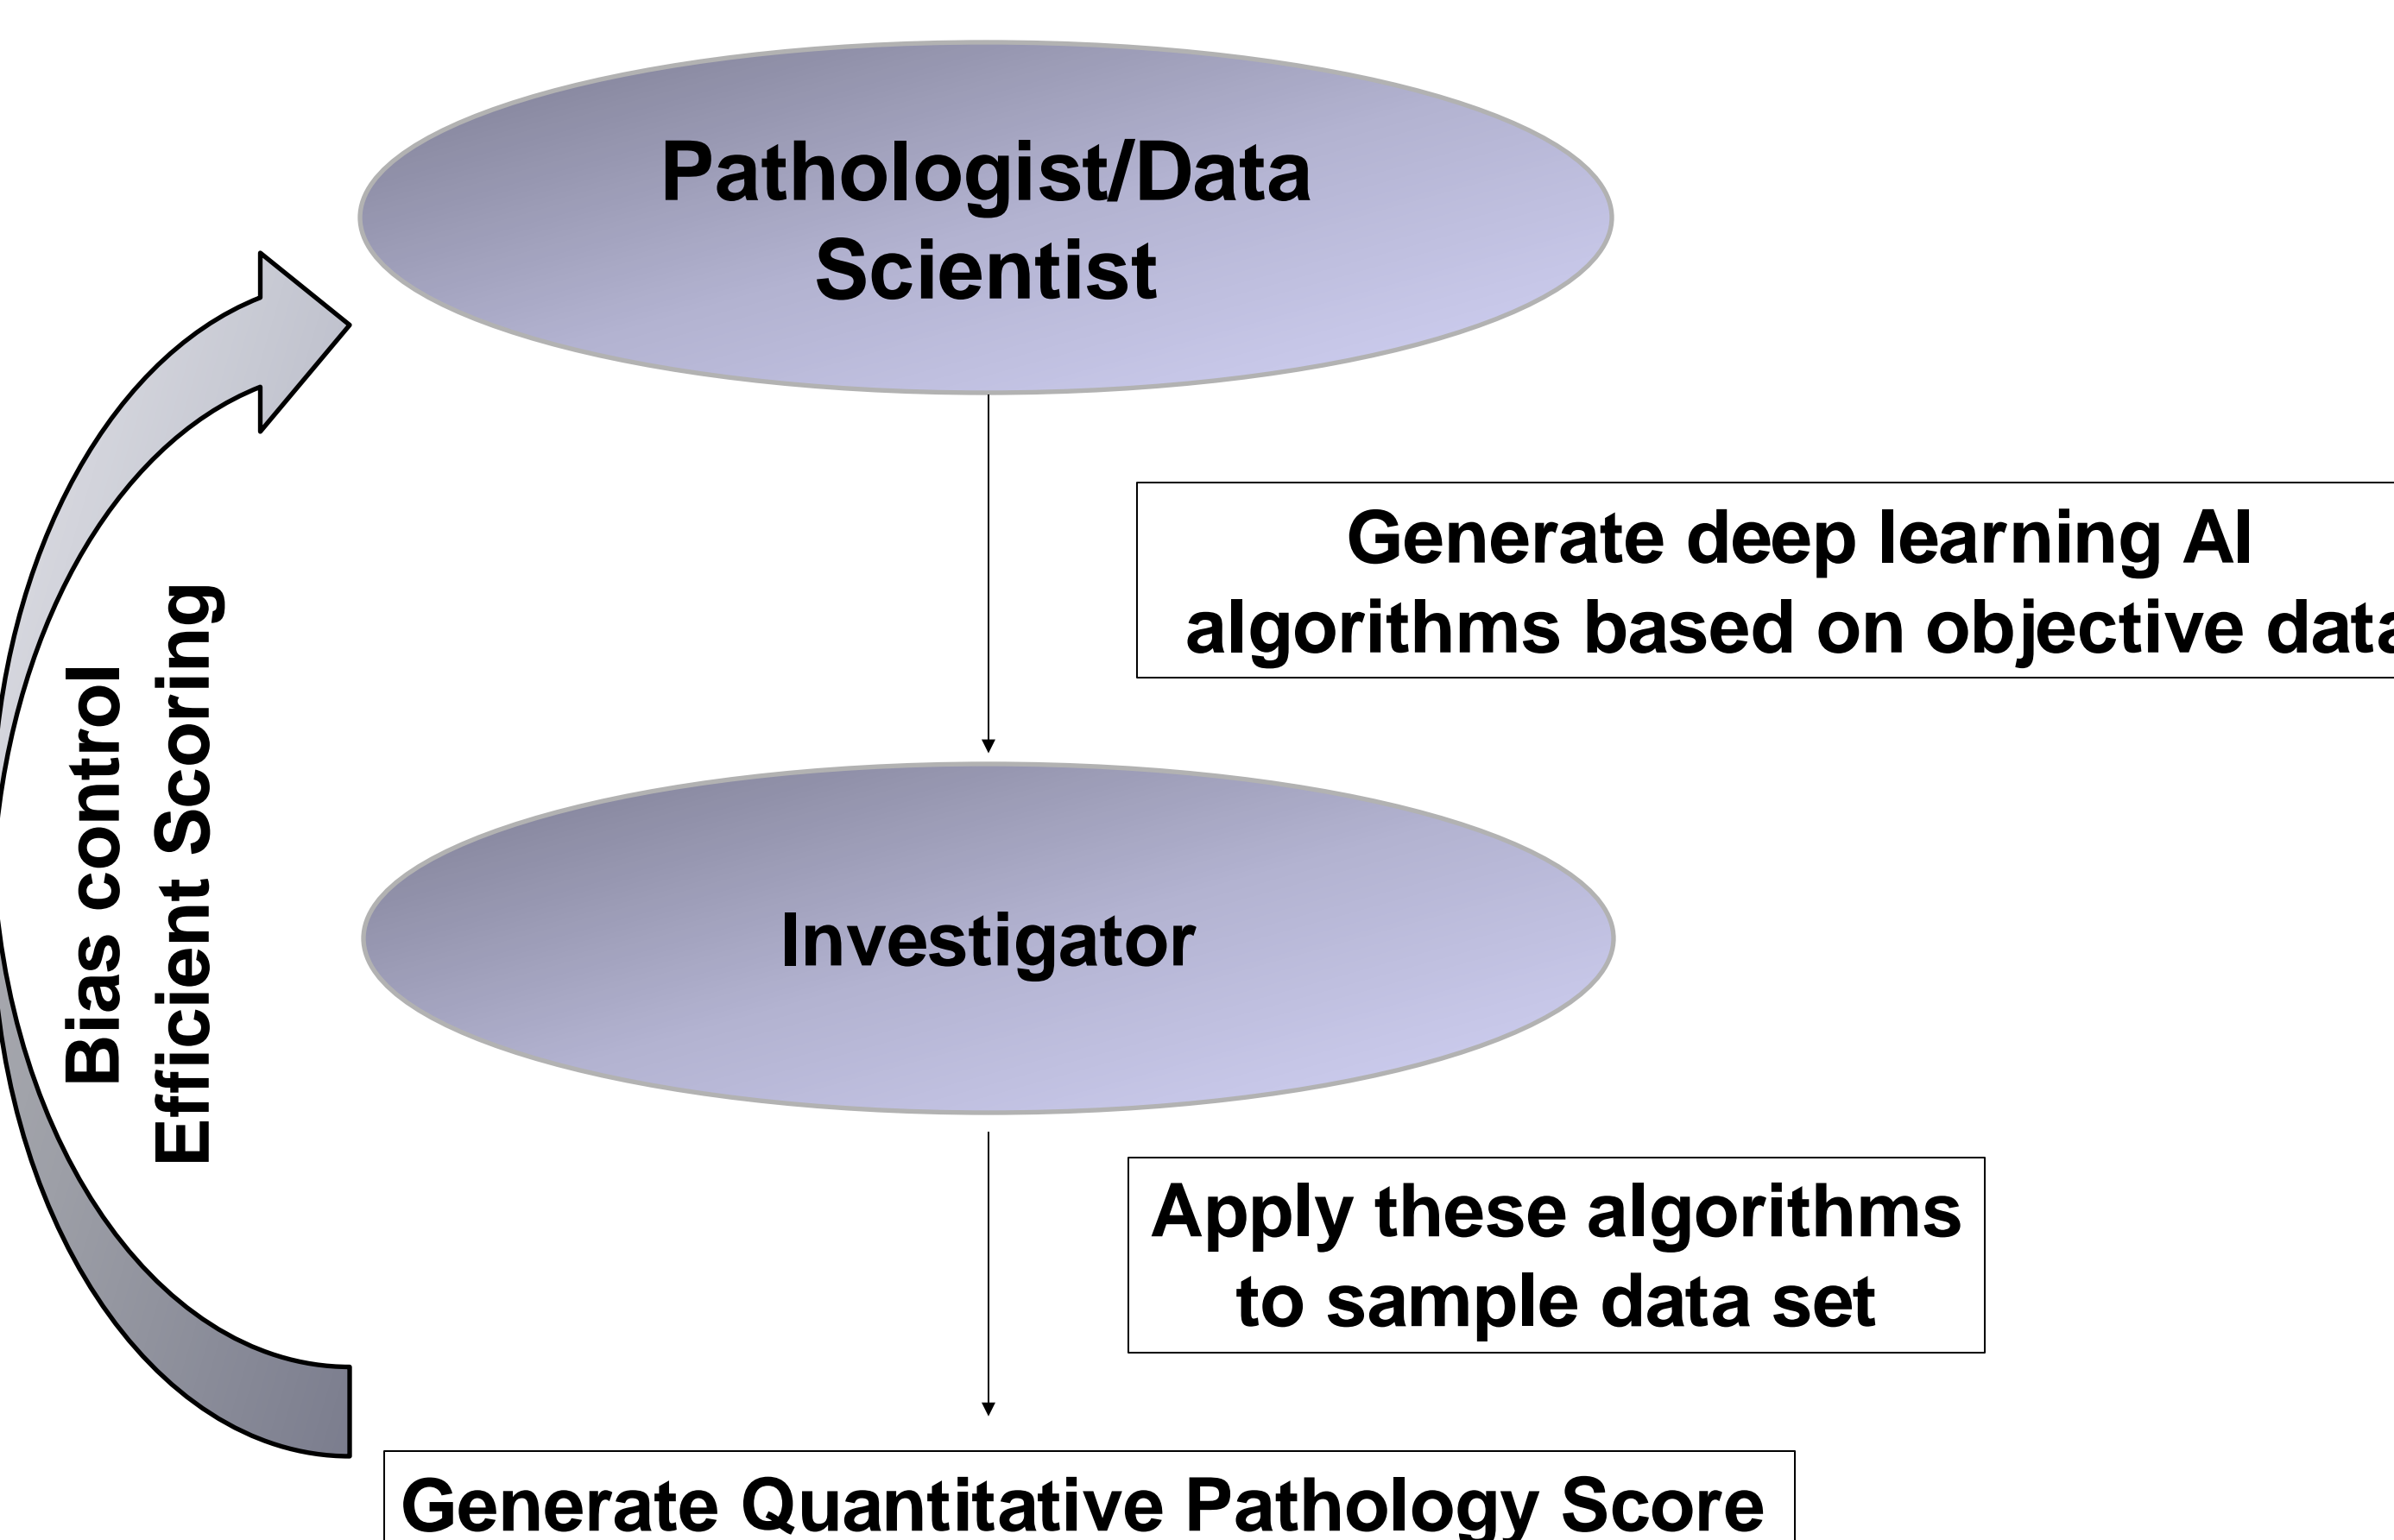 Pathologist/Data
Scientist
Generate deep learning AI
algorithms based on objective data
Bias control
Efficient Scoring
Investigator
Apply these algorithms
to sample data set
Generate Quantitative Pathology Score